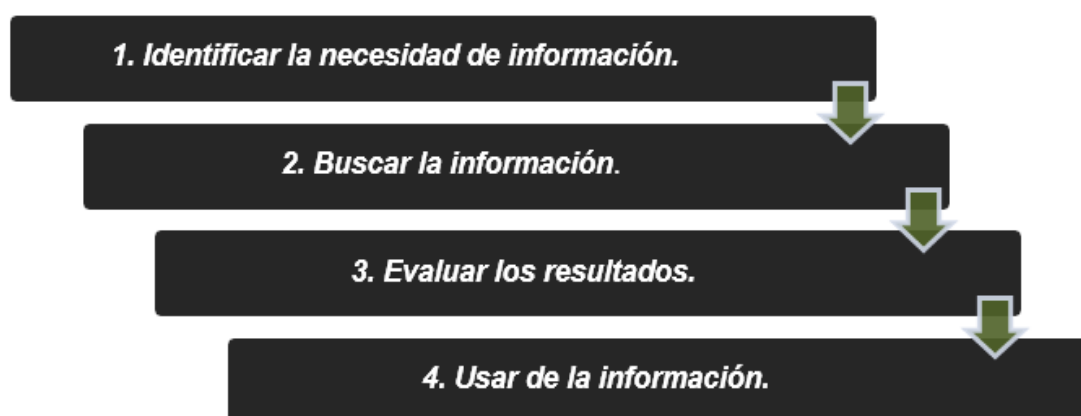 1. Identificar la necesidad de información.
2. Buscar la información.
3. Evaluar los resultados.
4. Usar de la información.